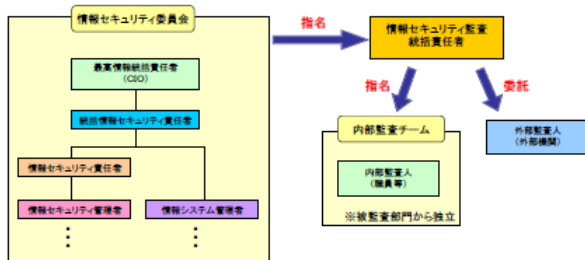 情報セキュリティ委員会
最高情報統括責任者
(CIO)
統括情報セキュリティ責任者
情報セキュリティ責任者
情報セキュリティ管理者
情報システム管理者
指名
情報セキュリティ監査
統括責任者
指名
委託
内部監査チーム
内部監査人
(職員等)
※被監査部門から独立
外部監査人
(外部機関)